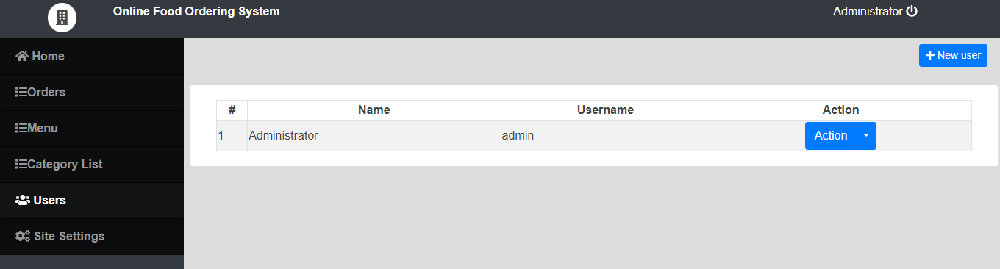 Online Food Ordering System
Administrator
Home
Orders
Menu
Category List
Users
Site Settings
New user
# Name Username Action
1 Administrator admin Action